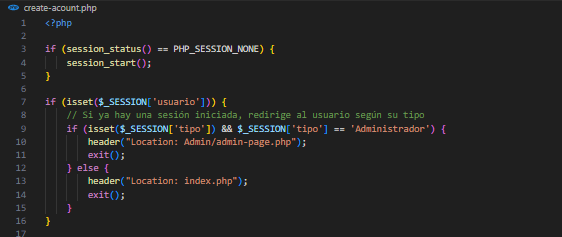 create-acount.php
1 <?php
2
3 if (session_status() == PHP_SESSION_NONE) {
4     session_start();
5 }
6
7 if (isset($_SESSION['usuario'])) {
8     // Si ya hay una sesión iniciada, redirige al usuario según su tipo
9     if (isset($_SESSION['tipo']) && $_SESSION['tipo'] == 'Administrador') {
10         header("Location: Admin/admin-page.php");
11         exit();
12     } else {
13         header("Location: index.php");
14         exit();
15     }
16 }
17